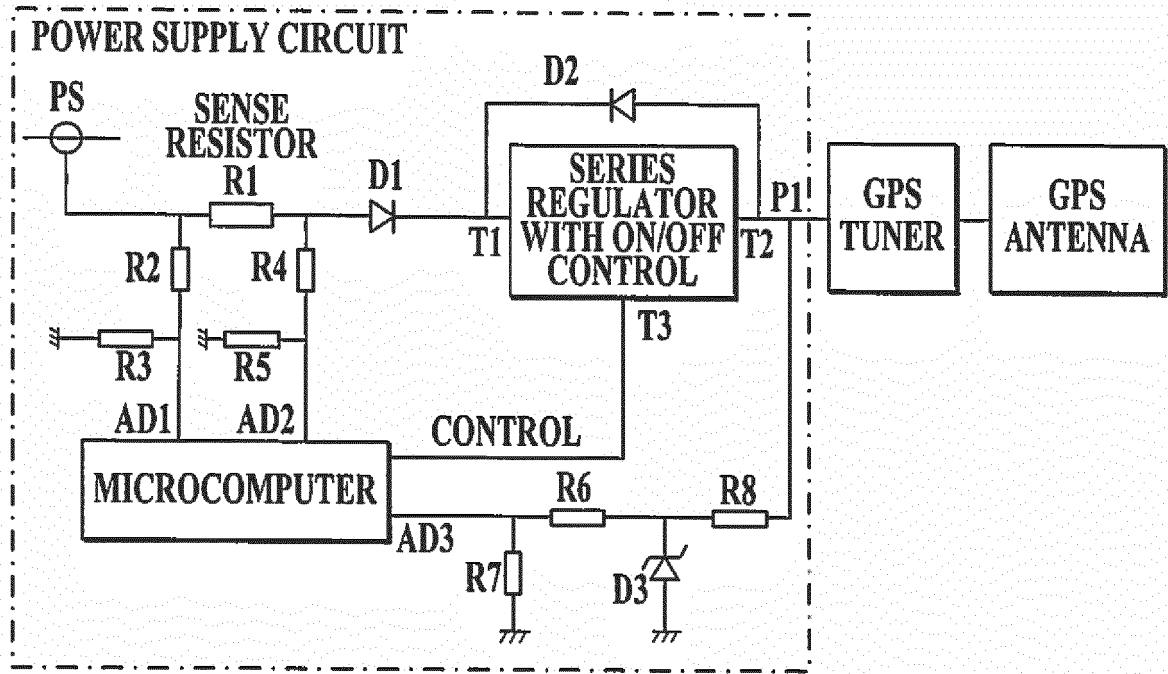 POWER SUPPLY CIRCUIT
PS
SENSE
RESISTOR
R1
D1
D2
SERIES
REGULATOR
WITH ON/OFF
CONTROL
T1
T2
P1
T3
GPS
TUNER
GPS
ANTENNA
R2
R4
R3
R5
AD1
AD2
CONTROL
MICROCOMPUTER
AD3
R6
R8
R7
D3